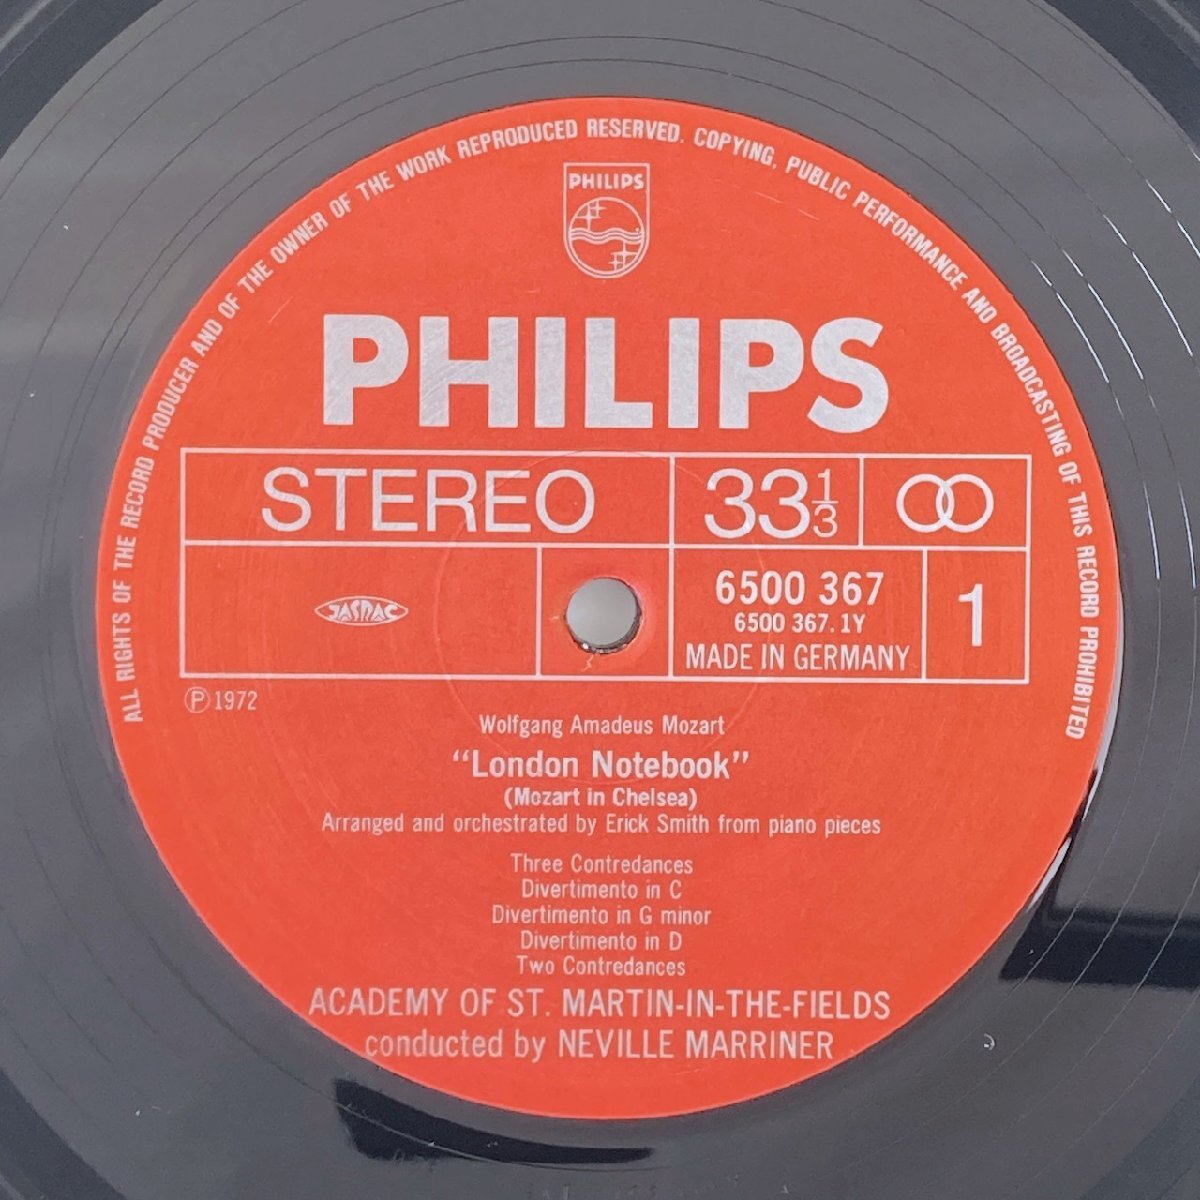 ALL RIGHTS OF THE RECORD PRODUCER AND OF THE OWNER OF THE WORK REPRODUCED RESERVED. COPYING, PUBLIC PERFORMANCE AND BROADCASTING OF THIS RECORD PROHIBITED
PHILIPS
PHILIPS
STEREO 33 1/3
JASRAC
6500 367
6500 367.1Y
MADE IN GERMANY
1
℗ 1972
Wolfgang Amadeus Mozart
“London Notebook”
(Mozart in Chelsea)
Arranged and orchestrated by Erick Smith from piano pieces
Three Contredances
Divertimento in C
Divertimento in G minor
Divertimento in D
Two Contredances
ACADEMY OF ST. MARTIN-IN-THE-FIELDS
conducted by NEVILLE MARRINER